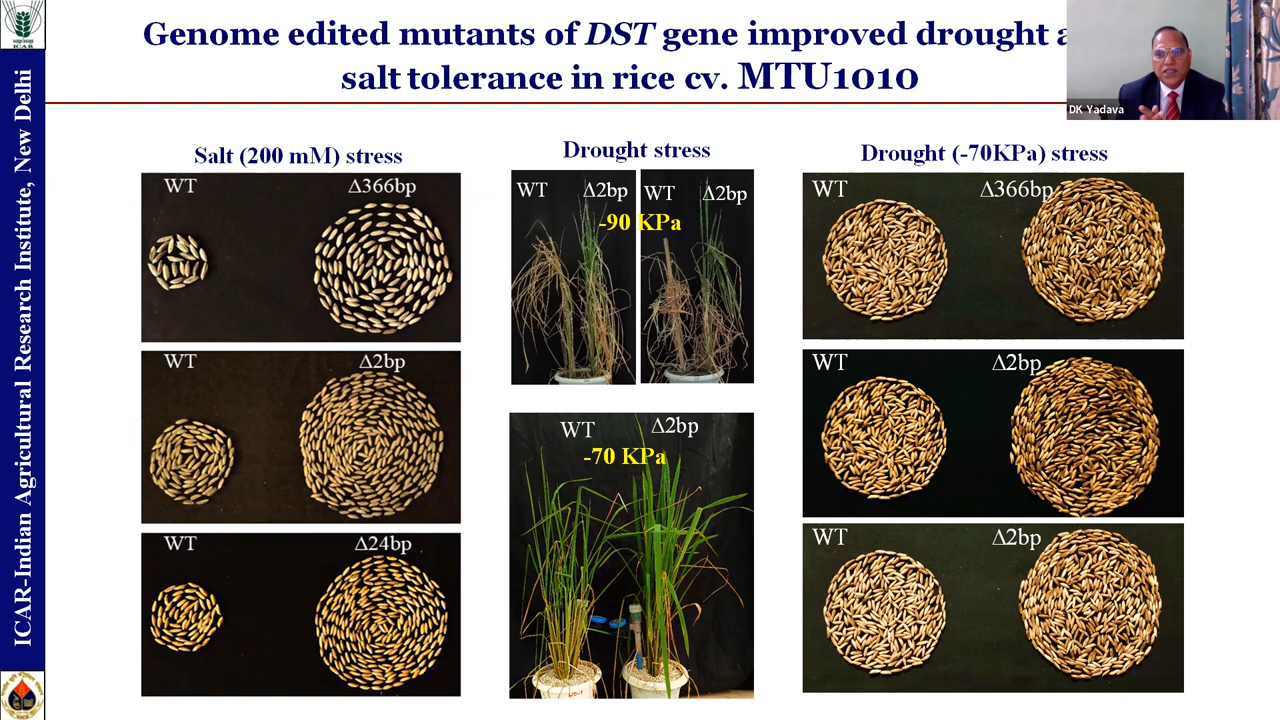 Genome edited mutants of DST gene improved drought a
salt tolerance in rice cv. MTU1010
DK Yadava
ICAR
ICAR-Indian Agricultural Research Institute, New Delhi
Salt (200 mM) stress
WT Δ366bp
WT Δ2bp
WT Δ24bp
Drought stress
WT Δ2bp WT Δ2bp
-90 KPa
WT Δ2bp
-70 KPa
Drought (-70KPa) stress
WT Δ366bp
WT Δ2bp
WT Δ2bp